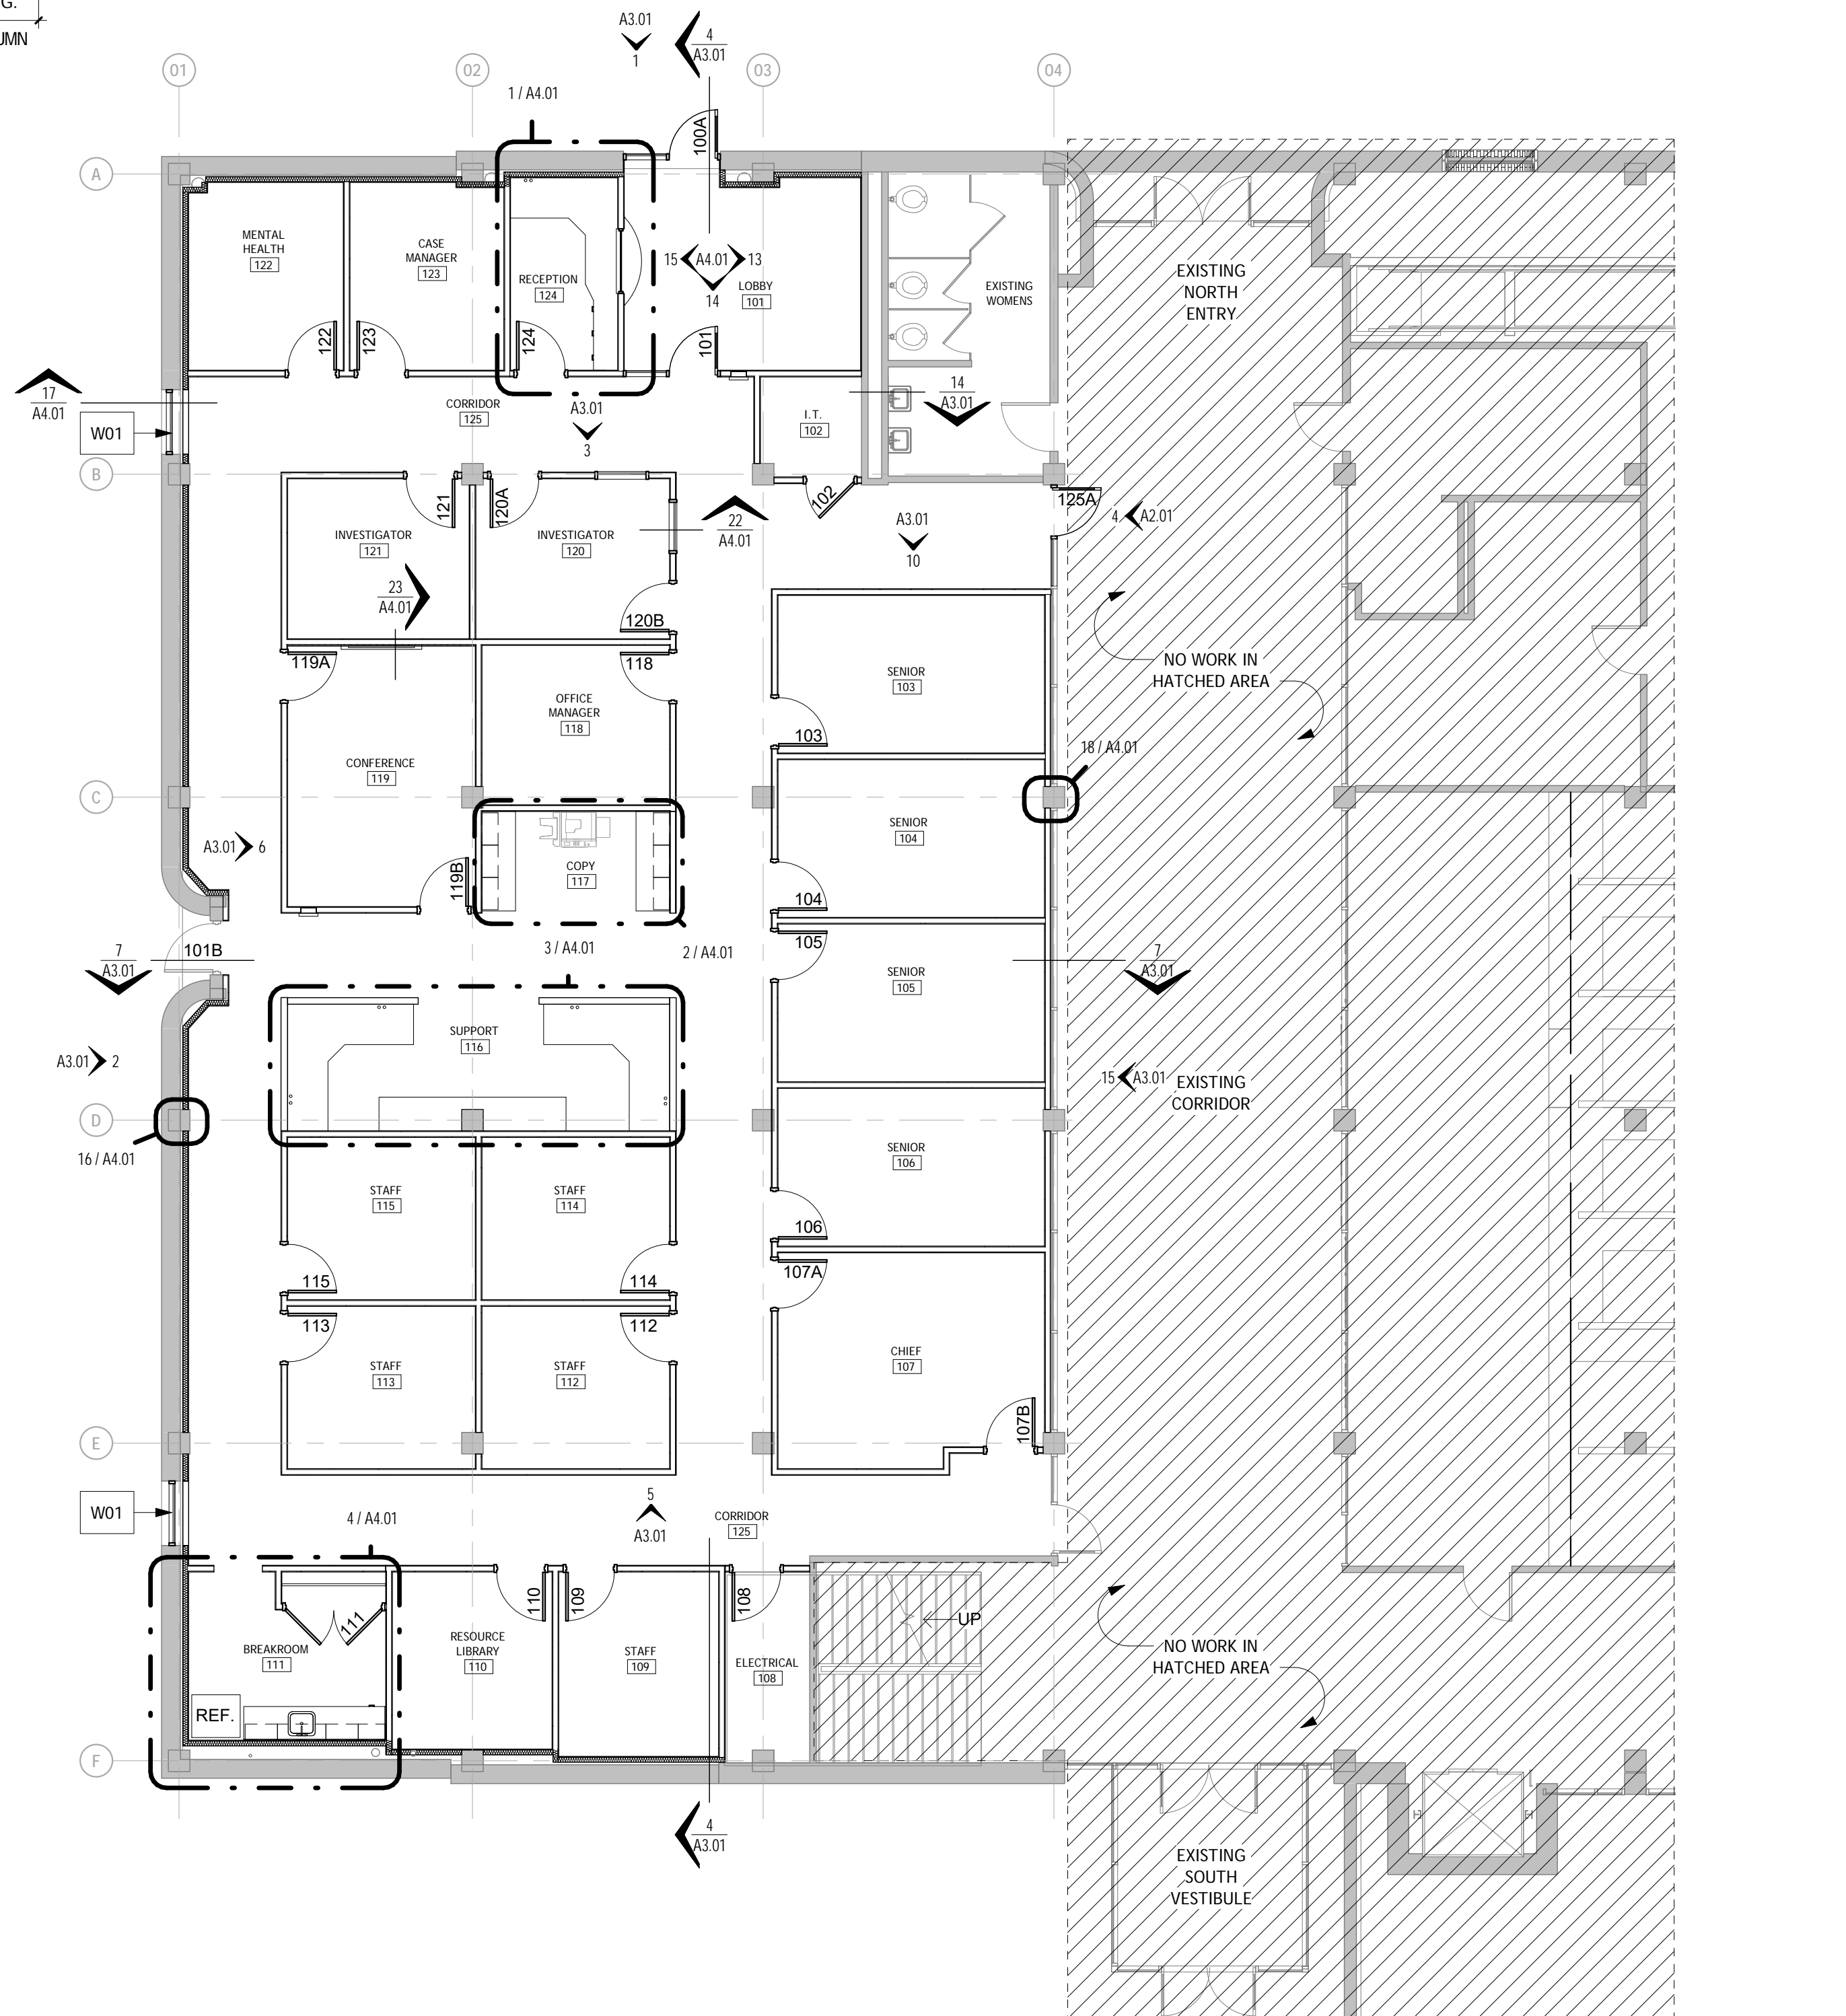 G.
UMN
A3.01
1
4
A3.01
01
02
03
04
1 / A4.01
100A
A
MENTAL
HEALTH
122
CASE
MANAGER
123
RECEPTION
124
15
A4.01
13
14
LOBBY
101
EXISTING
WOMENS
EXISTING
NORTH
ENTRY
122
123
124
101
17
A4.01
W01
CORRIDOR
125
A3.01
3
I.T.
102
14
A3.01
B
121
120A
102
125A
INVESTIGATOR
121
INVESTIGATOR
120
22
A4.01
A3.01
10
4
A2.01
23
A4.01
120B
119A
118
NO WORK IN
HATCHED AREA
SENIOR
103
OFFICE
MANAGER
118
103
CONFERENCE
119
18 / A4.01
C
SENIOR
104
A3.01
6
COPY
117
119B
104
105
7
A3.01
101B
3 / A4.01
2 / A4.01
SENIOR
105
7
A3.01
SUPPORT
116
A3.01
2
15
A3.01
EXISTING
CORRIDOR
D
16 / A4.01
SENIOR
106
STAFF
115
STAFF
114
106
115
114
107A
113
112
STAFF
113
STAFF
112
CHIEF
107
107B
E
W01
4 / A4.01
5
A3.01
CORRIDOR
125
110
109
108
111
UP
BREAKROOM
111
RESOURCE
LIBRARY
110
STAFF
109
ELECTRICAL
108
NO WORK IN
HATCHED AREA
REF.
F
4
A3.01
EXISTING
SOUTH
VESTIBULE